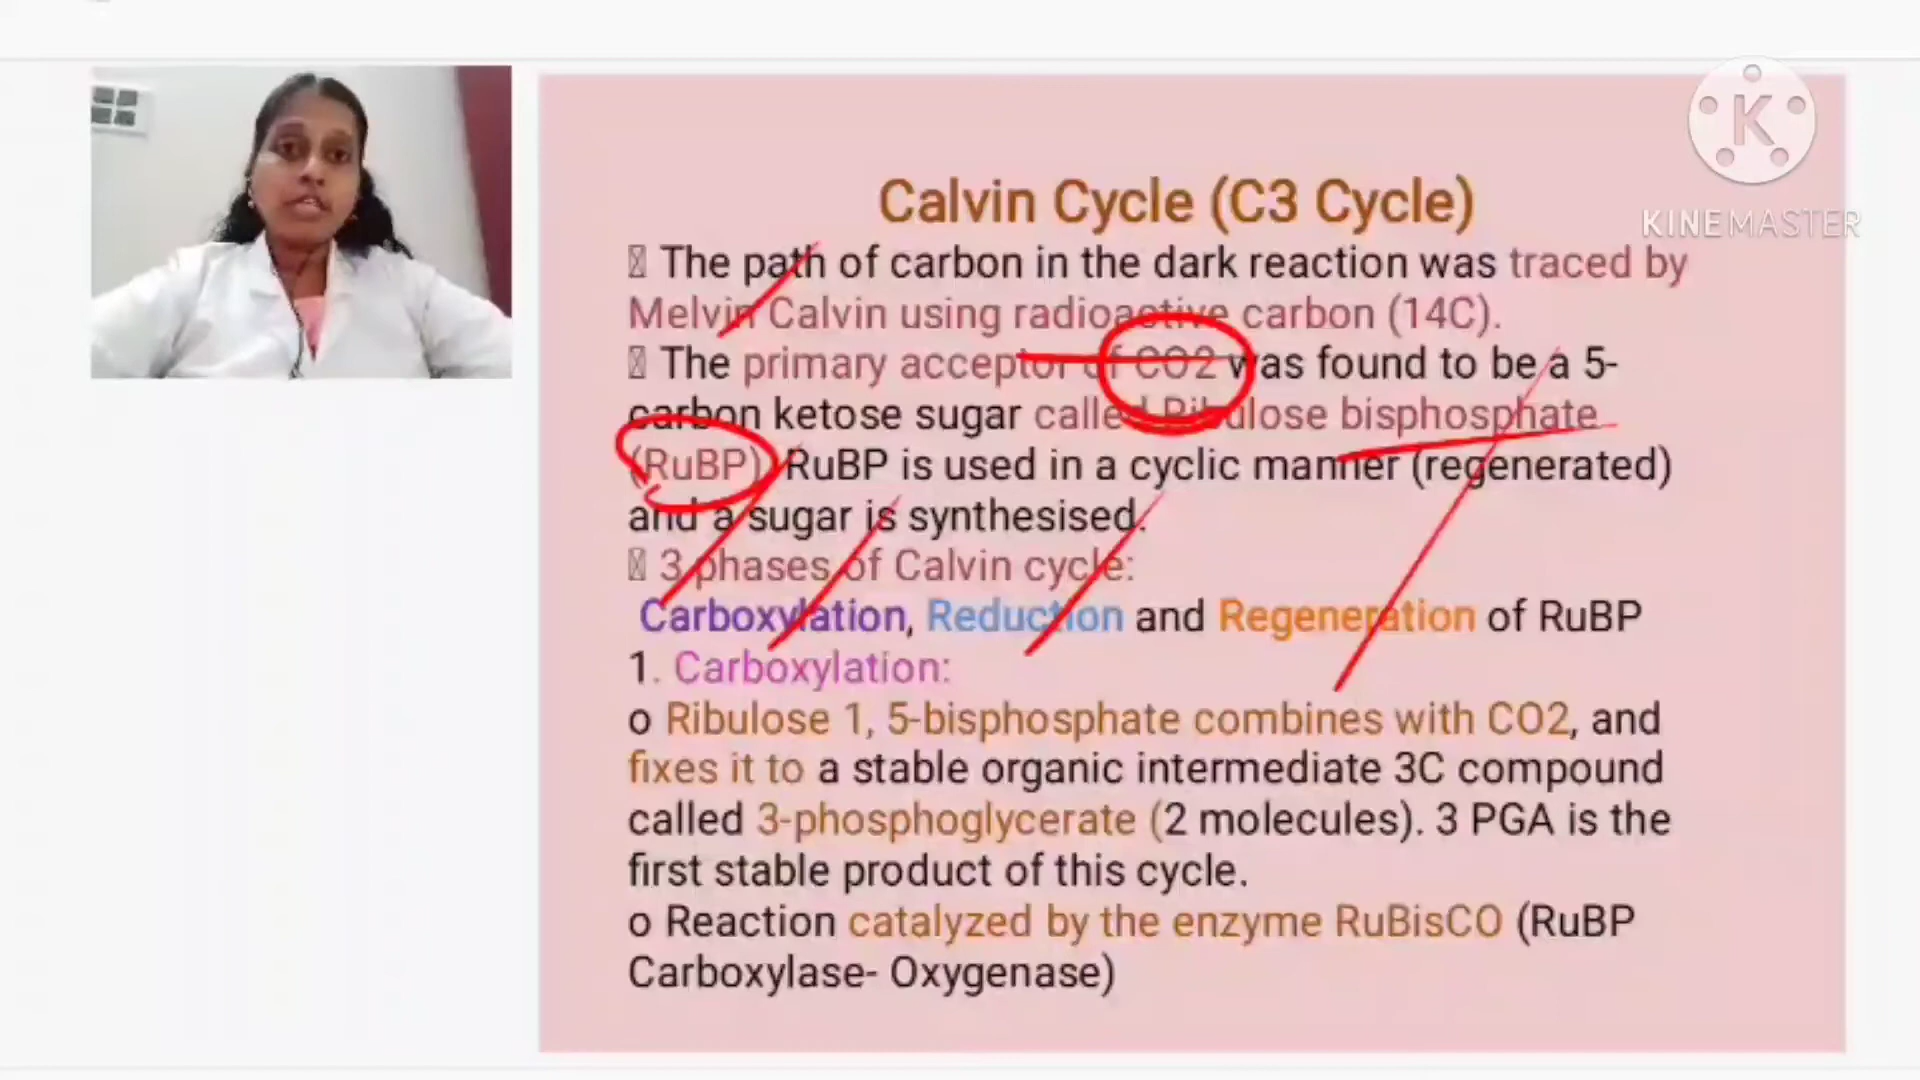 K
KINEMASTER
Calvin Cycle (C3 Cycle)
The path of carbon in the dark reaction was traced by
Melvin Calvin using radioactive carbon (14C).
The primary acceptor of CO2 was found to be a 5-
carbon ketose sugar called Ribulose bisphosphate
(RuBP). RuBP is used in a cyclic manner (regenerated)
and a sugar is synthesised.
3 phases of Calvin cycle:
Carboxylation, Reduction and Regeneration of RuBP
1. Carboxylation:
o Ribulose 1, 5-bisphosphate combines with CO2, and
fixes it to a stable organic intermediate 3C compound
called 3-phosphoglycerate (2 molecules). 3 PGA is the
first stable product of this cycle.
o Reaction catalyzed by the enzyme RuBisCO (RuBP
Carboxylase- Oxygenase)